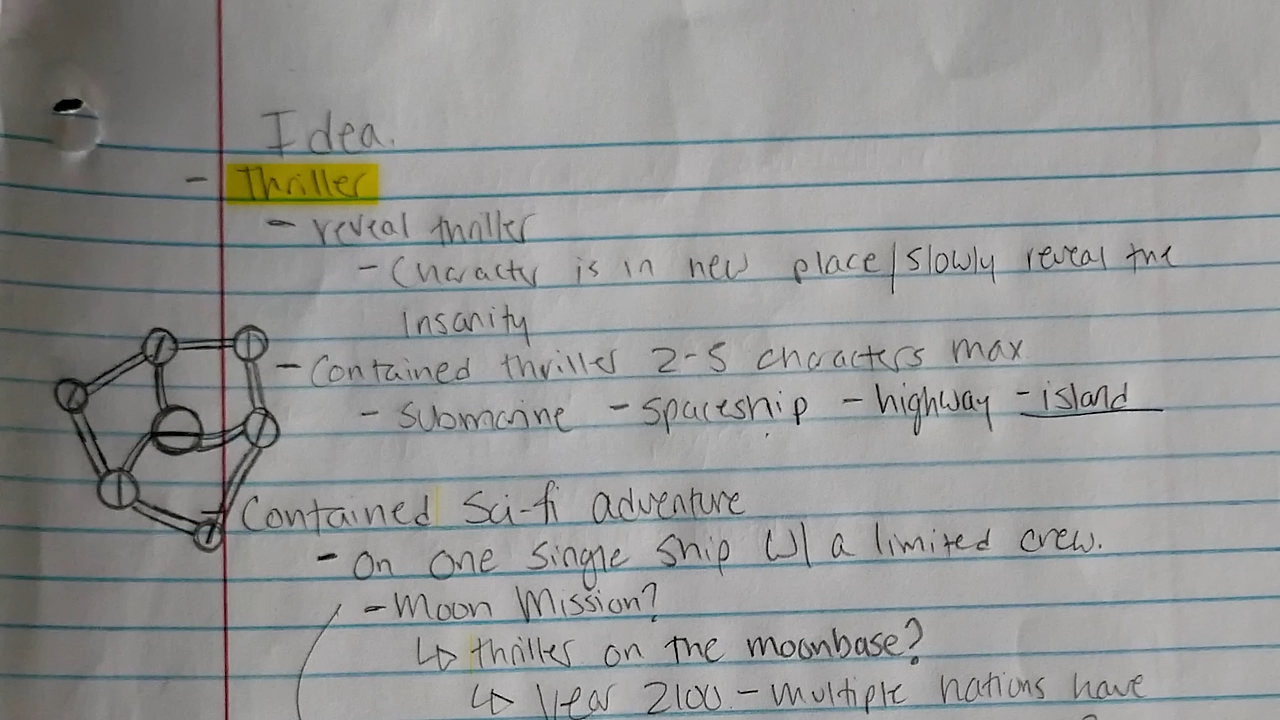 Idea.
- Thriller
- reveal thriller
- Character is in new place/slowly reveal the
insanity
- Contained thriller 2-5 characters max
- submarine - spaceship - highway - island
- Contained Sci-fi adventure
- On one single ship w/ a limited crew.
- Moon Mission?
↳ thriller on the moonbase?
↳ Year 2100 - multiple nations have